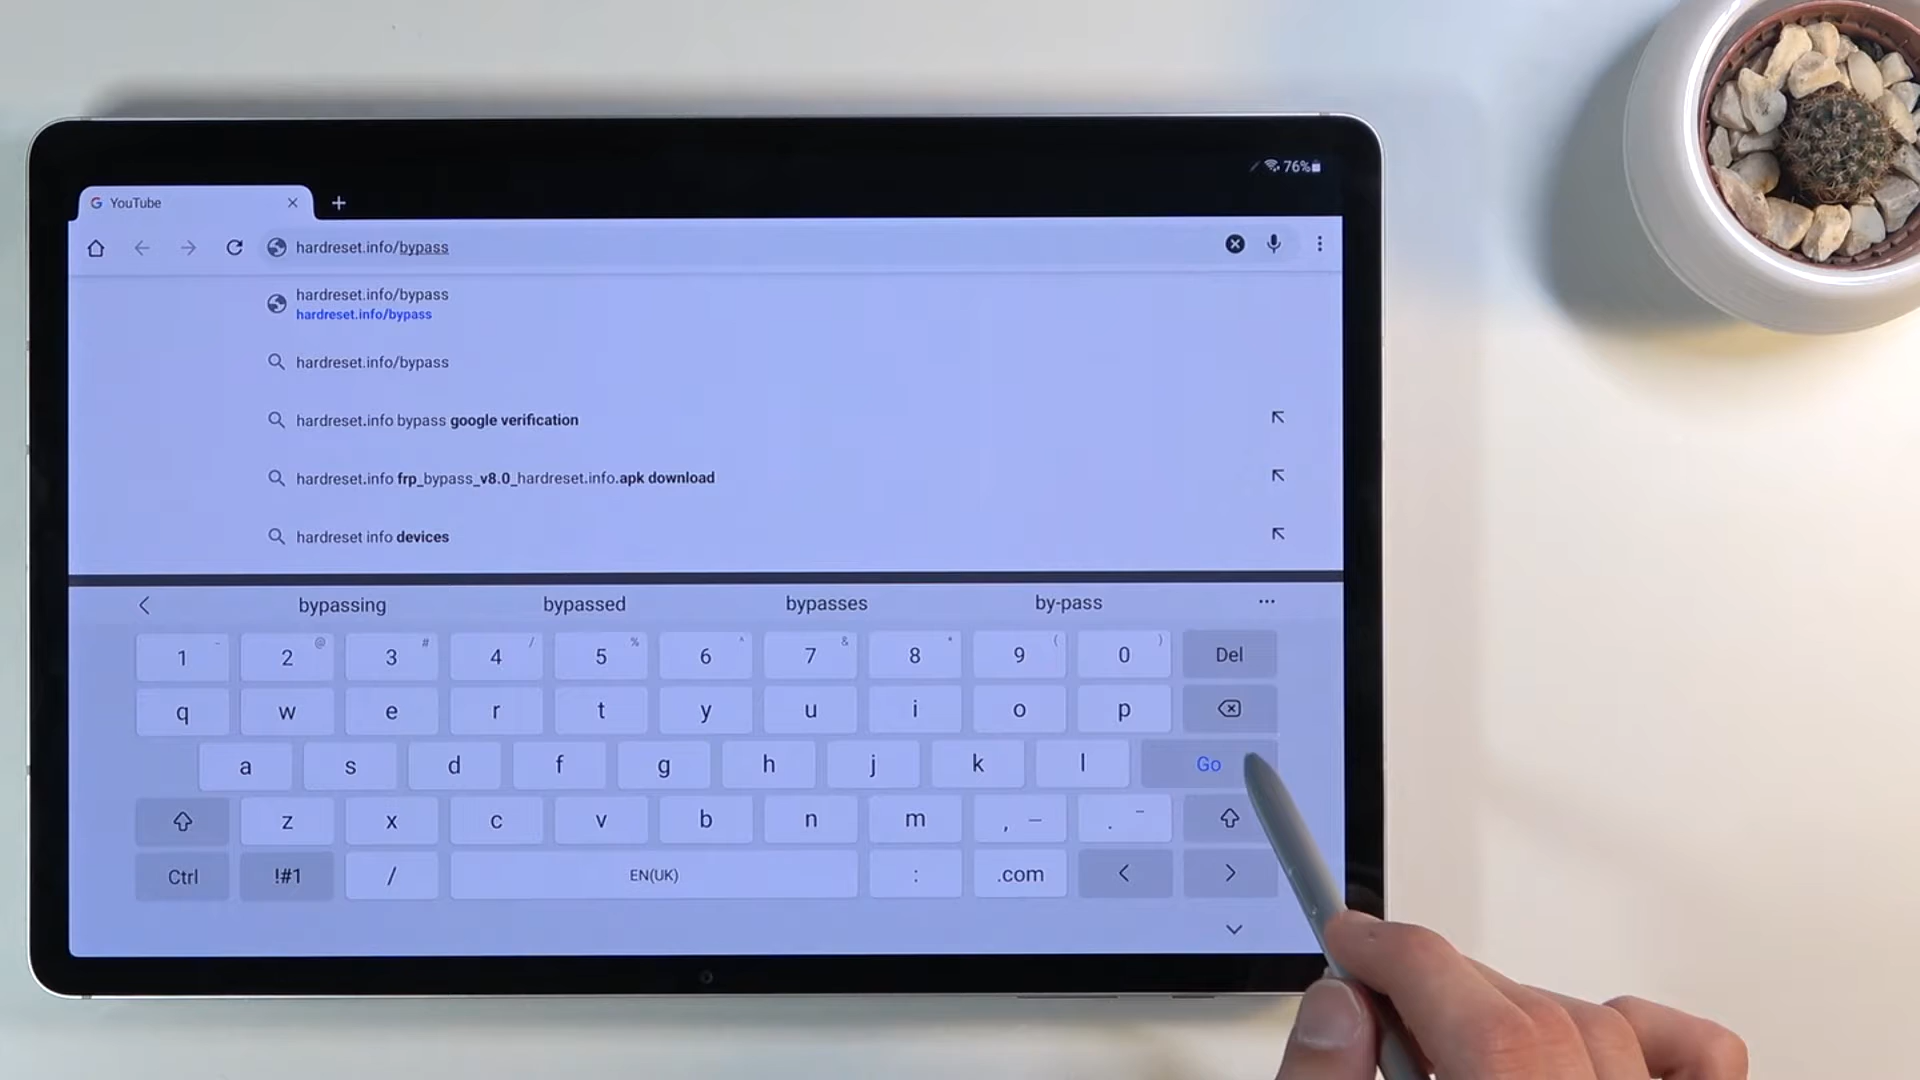 76%
YouTube
hardreset.info/bypass
hardreset.info/bypass
hardreset.info/bypass
hardreset.info/bypass
hardreset.info bypass google verification
hardreset.info frp_bypass_v8.0_hardreset.info.apk download
hardreset info devices
bypassing bypassed bypasses by-pass ...
1 2 @ 3 # 4 / 5 % 6 ^ 7 & 8 * 9 ( 0 ) Del
q w e r t y u i o p
a s d f g h j k l Go
z x c v b n m , .
Ctrl !#1 / EN(UK) : .com < >